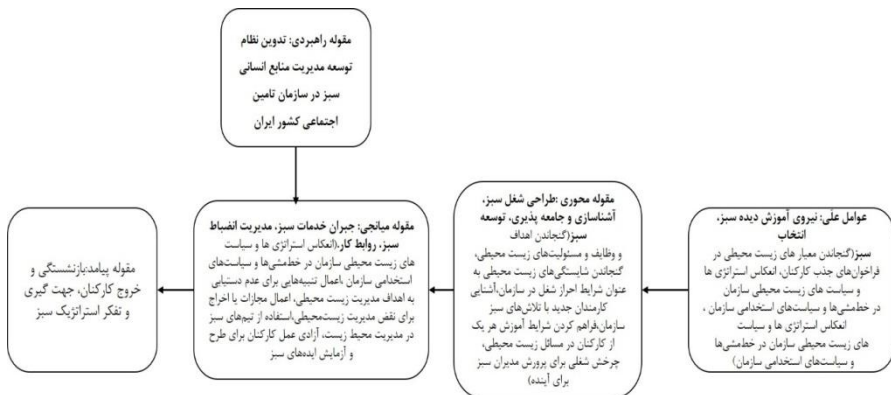 مقوله راهبردی: تدوین نظام
توسعه مدیریت منابع انسانی
سبز در سازمان تامین
اجتماعی کشور ایران
عوامل علّی: نیروی آموزش دیده سبز،
انتخاب
سبز(گنجاندن معیار های زیست محیطی در
فراخوان‌های جذب کارکنان، انعکاس استراتژی ها
و سیاست های زیست محیطی سازمان
در خط‌مشی‌ها و سیاست‌های استخدامی سازمان ،
انعکاس استراتژی ها و سیاست
های زیست محیطی سازمان در خط‌مشی‌ها
و سیاست‌های استخدامی سازمان)
مقوله محوری :طراحی شغل سبز،
آشناسازی و جامعه پذیری، توسعه
سبز(گنجاندن اهداف
و وظایف و مسئولیت‌های زیست محیطی،
گنجاندن شایستگی‌های زیست محیطی به
عنوان شرایط احراز شغل در سازمان،آشنایی
کارمندان جدید با تلاش‌های سبز
سازمان،فراهم کردن شرایط آموزش هر یک
از کارکنان در مسائل زیست محیطی،
چرخش شغلی برای پرورش مدیران سبز
برای آینده)
مقوله میانجی: جبران خدمات سبز، مدیریت انضباط
سبز، روابط کار.(انعکاس استراتژی ها و سیاست
های زیست محیطی سازمان در خط‌مشی‌ها و سیاست‌های
استخدامی سازمان ،اعمال تنبیه‌هایی برای عدم دستیابی
به اهداف مدیریت زیست محیطی، اعمال مجازات یا اخراج
برای نقض مدیریت زیست‌محیطی،استفاده از تیم‌های سبز
در مدیریت محیط زیست، آزادی عمل کارکنان برای طرح
و آزمایش ایده‌های سبز
مقوله پیامد:بازنشستگی و
خروج کارکنان، جهت گیری
و تفکر استراتژیک سبز